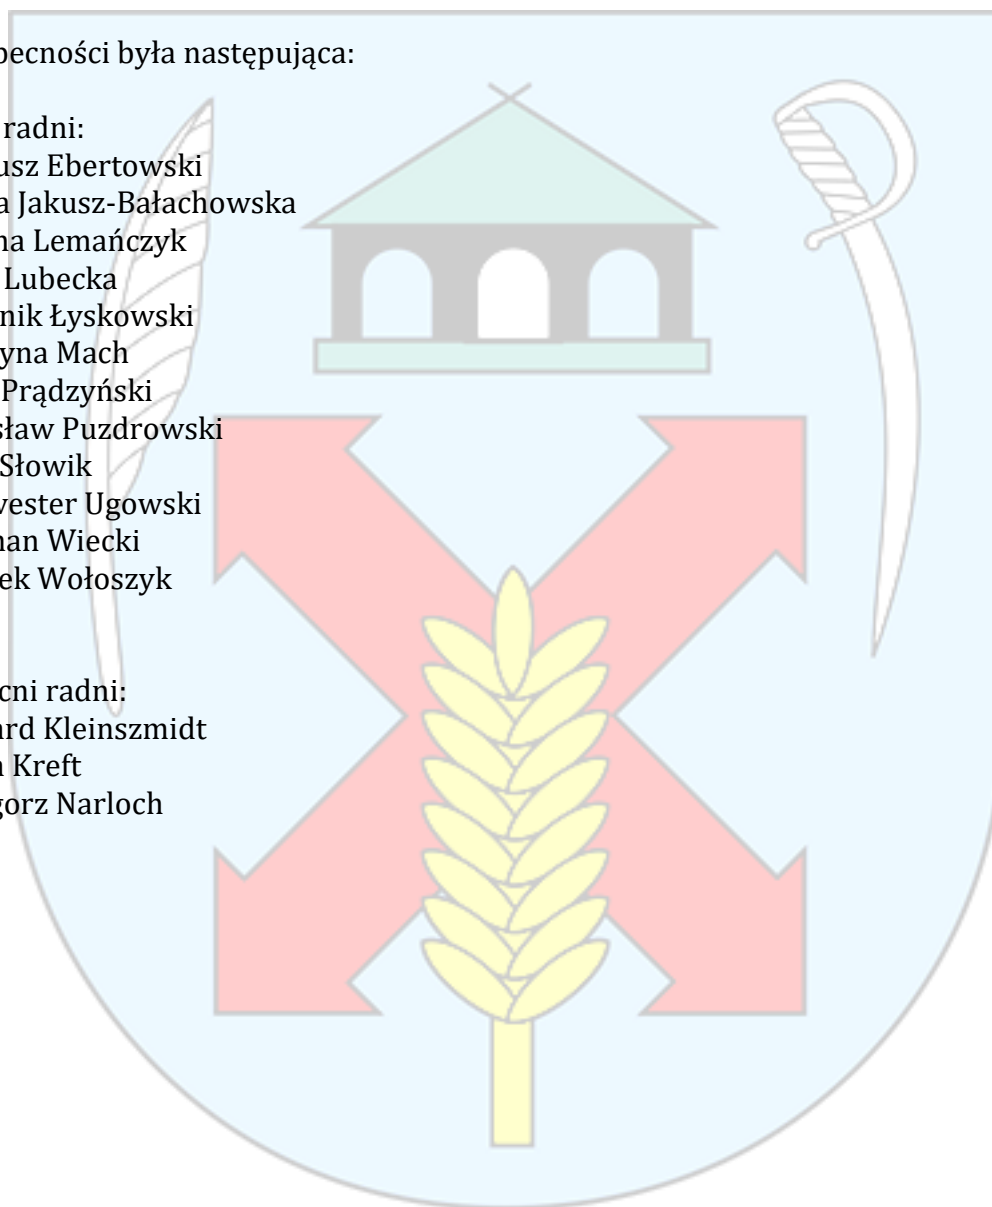 becności była następująca:
radni:
usz Ebertowski
a Jakusz-Bałachowska
na Lemańczyk
Lubecka
nik Łyskowski
yna Mach
Prądzyński
sław Puzdrowski
Słowik
vester Ugowski
nan Wiecki
ek Wołoszyk
cni radni:
ard Kleinszmidt
a Kreft
gorz Narloch